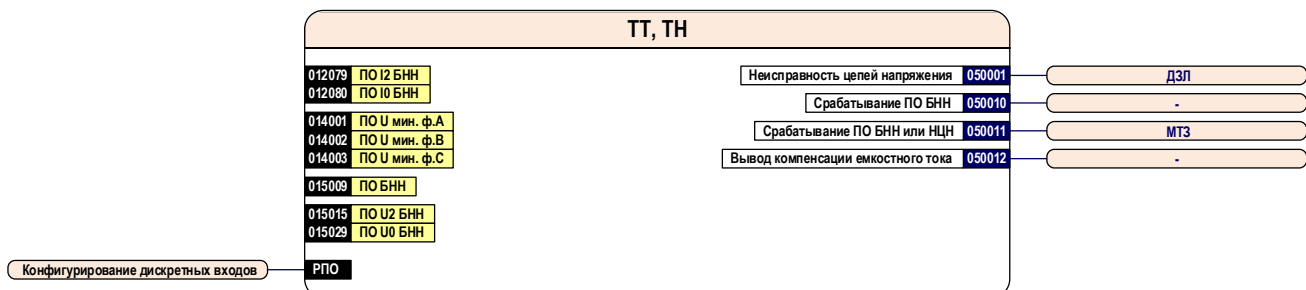 ТТ, ТН
012079 ПО I2 БНН
012080 ПО I0 БНН
014001 ПО U мин. ф.А
014002 ПО U мин. ф.В
014003 ПО U мин. ф.С
015009 ПО БНН
015015 ПО U2 БНН
015029 ПО U0 БНН
Конфигурирование дискретных входов РПО
Неисправность цепей напряжения 050001 ДЗЛ
Срабатывание ПО БНН 050010 -
Срабатывание ПО БНН или НЦН 050011 МТЗ
Вывод компенсации емкостного тока 050012 -